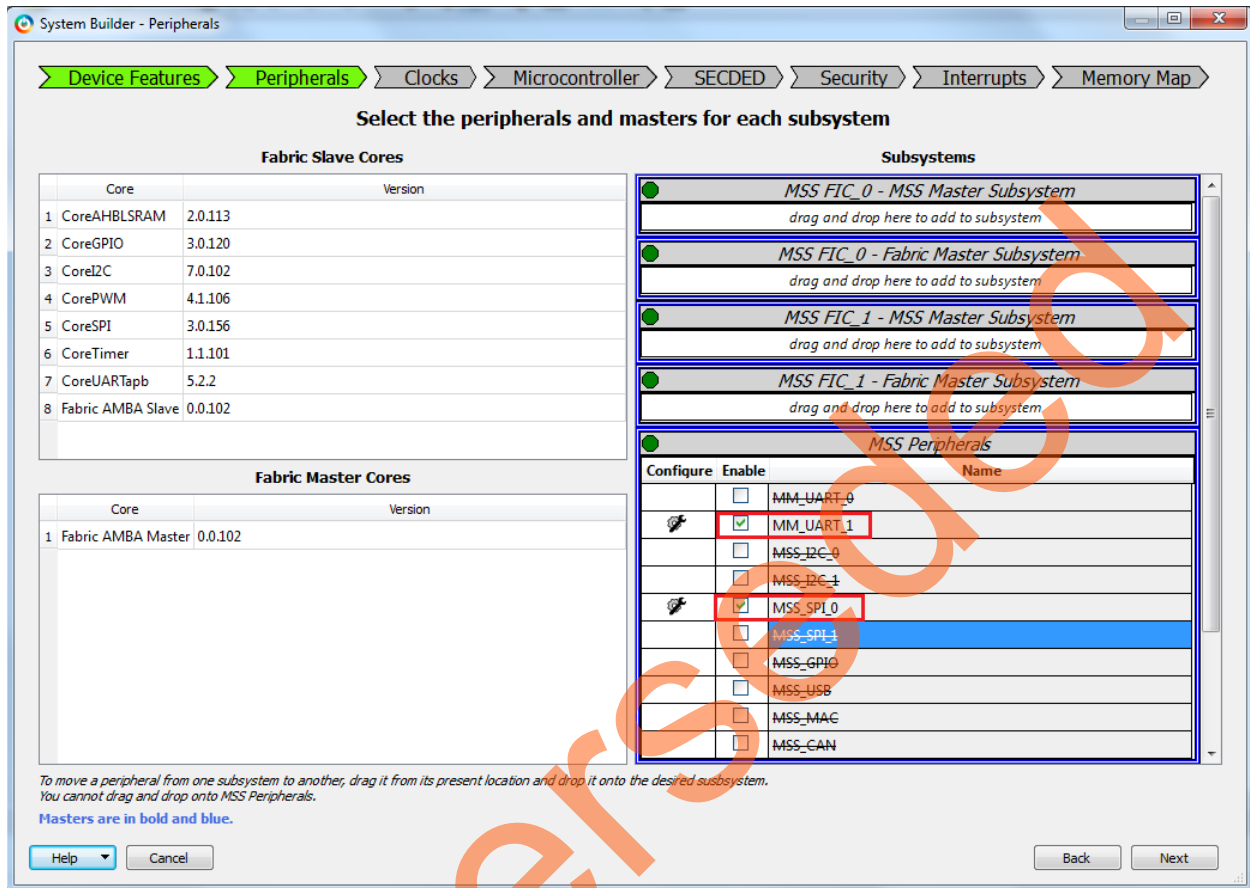 System Builder - Peripherals
Device Features Peripherals Clocks Microcontroller SECDED Security Interrupts Memory Map
Select the peripherals and masters for each subsystem
Fabric Slave Cores
Core Version
1 CoreAHBLSRAM 2.0.113
2 CoreGPIO 3.0.120
3 CoreI2C 7.0.102
4 CorePWM 4.1.106
5 CoreSPI 3.0.156
6 CoreTimer 1.1.101
7 CoreUARTapb 5.2.2
8 Fabric AMBA Slave 0.0.102
Fabric Master Cores
Core Version
1 Fabric AMBA Master 0.0.102
Subsystems
MSS FIC_0 - MSS Master Subsystem
drag and drop here to add to subsystem
MSS FIC_0 - Fabric Master Subsystem
drag and drop here to add to subsystem
MSS FIC_1 - MSS Master Subsystem
drag and drop here to add to subsystem
MSS FIC_1 - Fabric Master Subsystem
drag and drop here to add to subsystem
MSS Peripherals
Configure Enable Name
MM_UART_0
MM_UART_1
MSS_I2C_0
MSS_I2C_1
MSS_SPI_0
MSS_SPI_1
MSS_GPIO
MSS_USB
MSS_MAC
MSS_CAN
To move a peripheral from one subsystem to another, drag it from its present location and drop it onto the desired susbsystem.
You cannot drag and drop onto MSS Peripherals.
Masters are in bold and blue.
Help Cancel Back Next
erseded